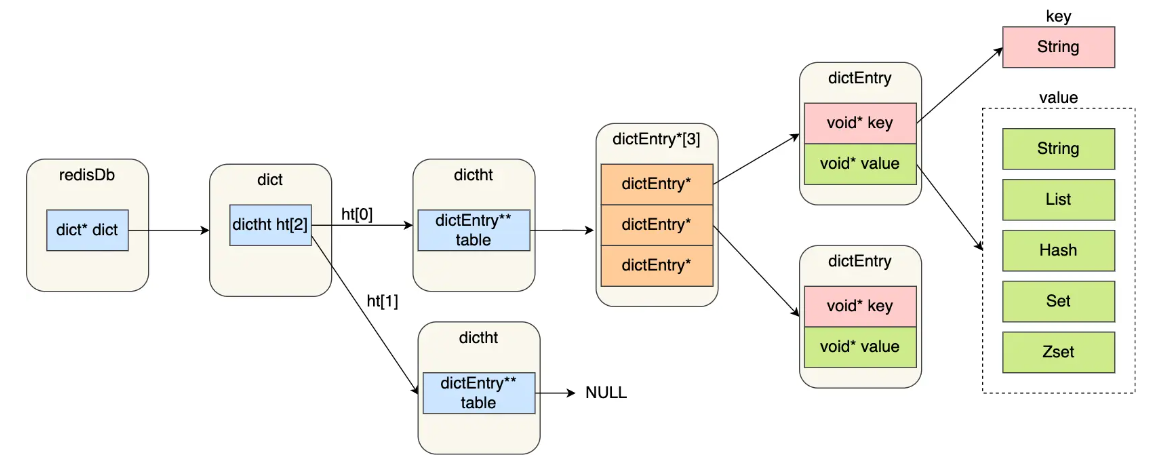 redisDb
dict* dict
dict
dictht ht[2]
ht[0]
ht[1]
dictht
dictEntry**
table
dictht
dictEntry**
table
NULL
dictEntry*[3]
dictEntry*
dictEntry*
dictEntry*
dictEntry
void* key
void* value
dictEntry
void* key
void* value
key
String
value
String
List
Hash
Set
Zset